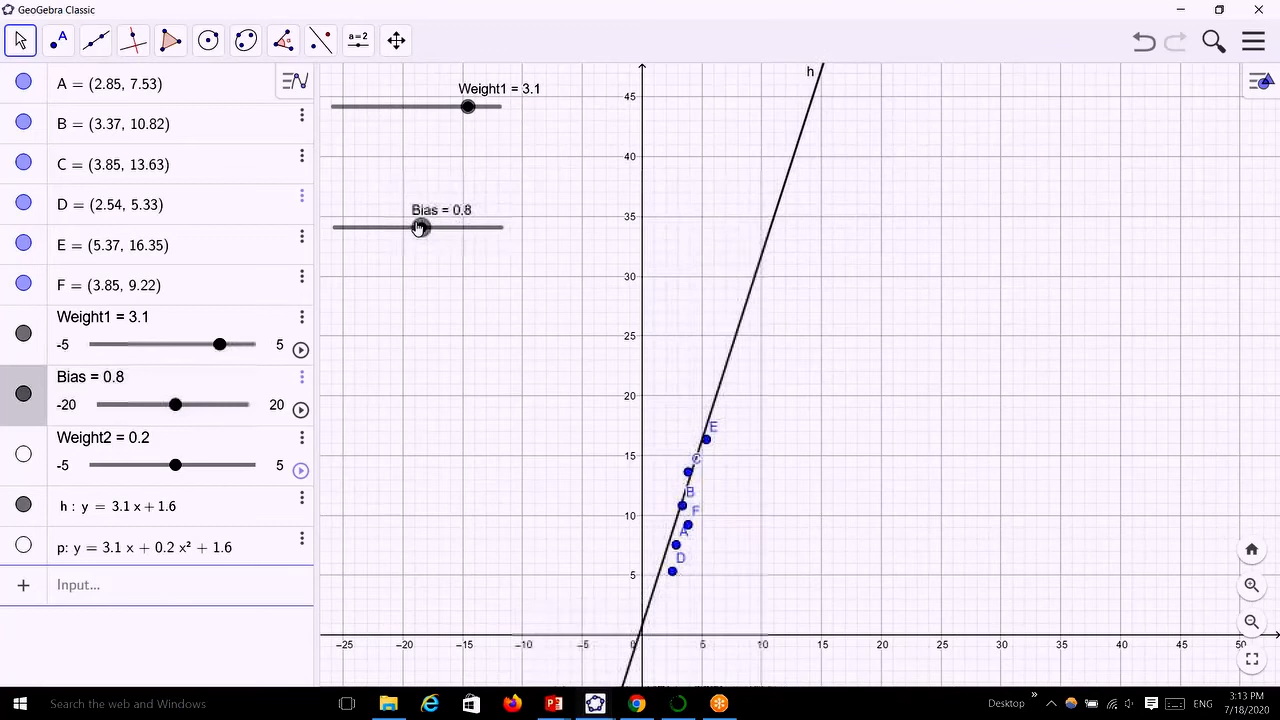 GeoGebra Classic
a=2
A = (2.85, 7.53)
B = (3.37, 10.82)
C = (3.85, 13.63)
D = (2.54, 5.33)
E = (5.37, 16.35)
F = (3.85, 9.22)
Weight1 = 3.1
-5
5
Bias = 0.8
-20
20
Weight2 = 0.2
-5
5
h : y = 3.1 x + 1.6
p: y = 3.1 x + 0.2 x² + 1.6
Input...
Weight1 = 3.1
Bias = 0.8
h
45
40
35
30
25
20
15
10
5
E
C
B
F
A
D
-25
-20
-15
-10
-5
0
5
10
15
20
25
30
35
40
45
50
Search the web and Windows
Desktop
3:13 PM
7/18/2020